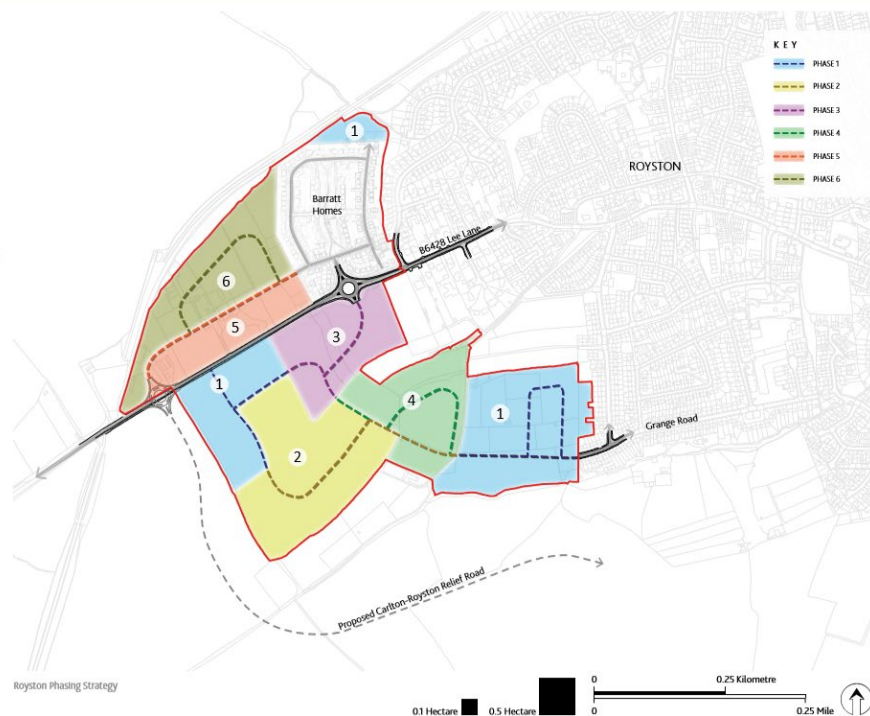 KEY
PHASE 1
PHASE 2
PHASE 3
PHASE 4
PHASE 5
PHASE 6
ROYSTON
1
Barratt
Homes
B6428 Lee Lane
6
5
3
1
4
1
Grange Road
2
Proposed Carlton-Royston Relief Road
Royston Phasing Strategy
0.1 Hectare
0.5 Hectare
0
0.25 Kilometre
0
0.25 Mile